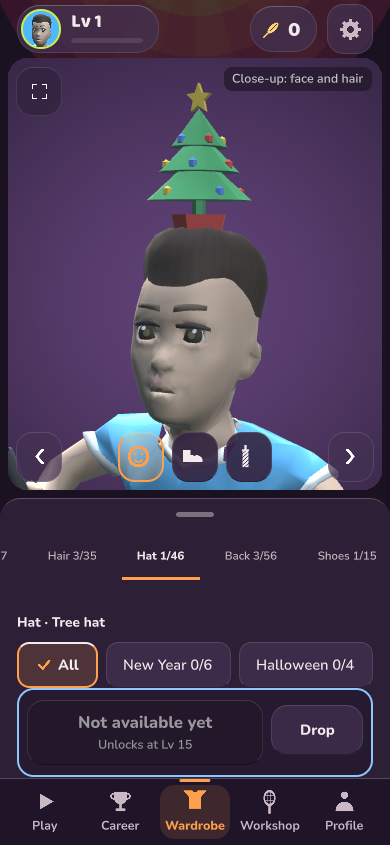 Lv 1
0
Close-up: face and hair
7
Hair 3/35
Hat 1/46
Back 3/56
Shoes 1/15
Hat · Tree hat
All
New Year 0/6
Halloween 0/4
Not available yet
Unlocks at Lv 15
Drop
Play
Career
Wardrobe
Workshop
Profile